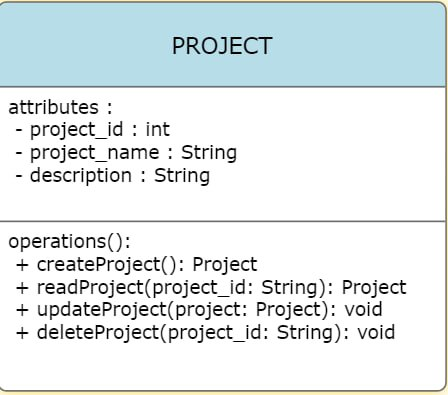 PROJECT
attributes :
- project_id : int
- project_name : String
- description : String
operations():
+ createProject(): Project
+ readProject(project_id: String): Project
+ updateProject(project: Project): void
+ deleteProject(project_id: String): void